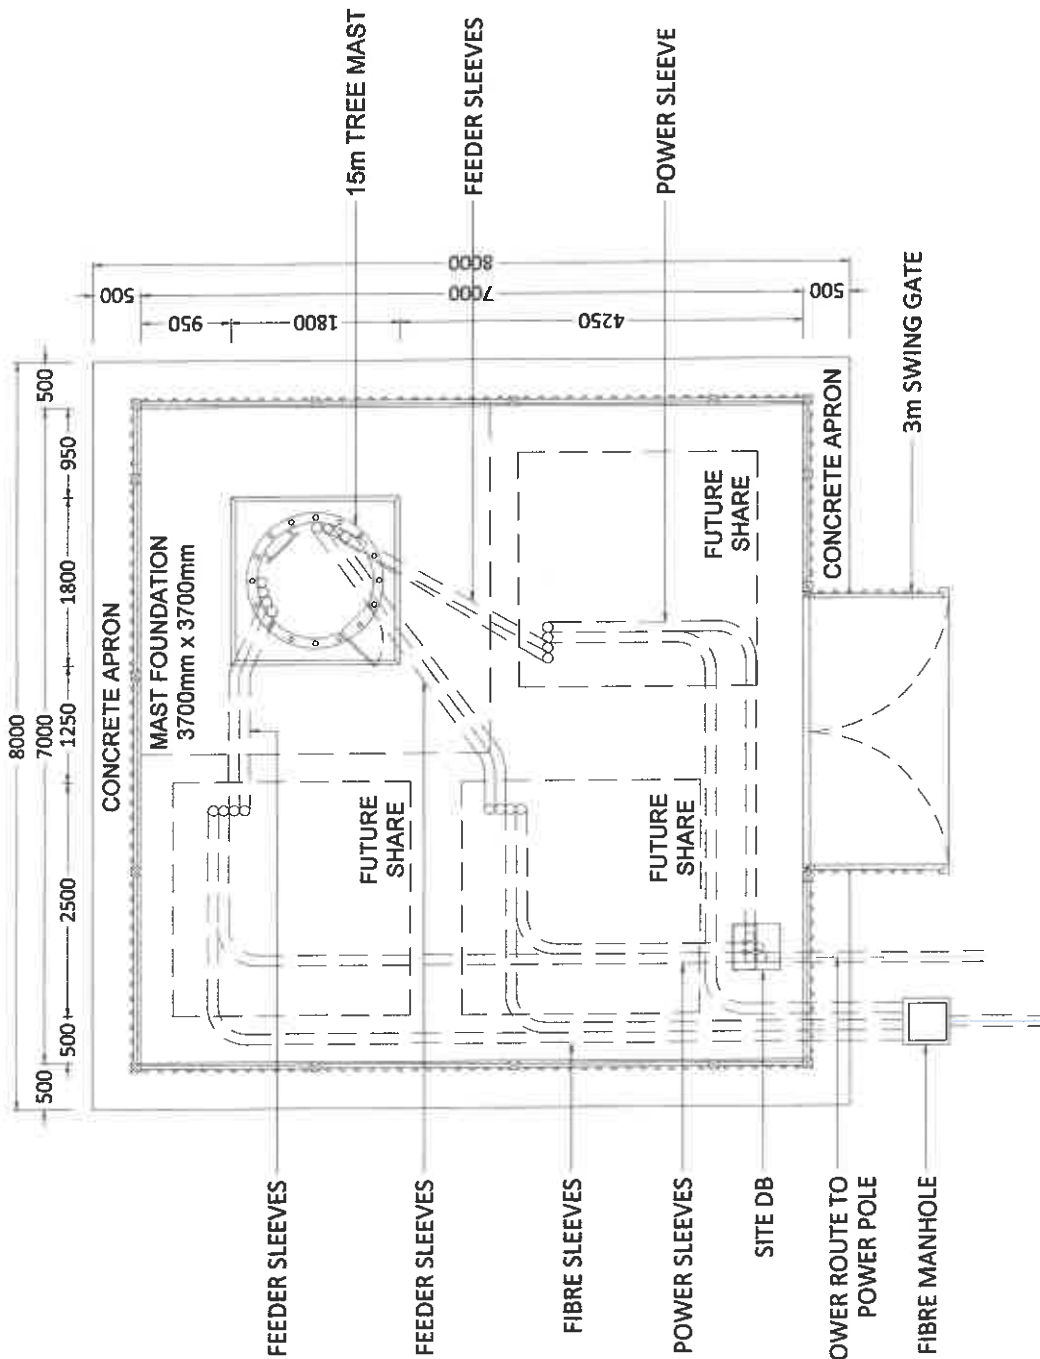 8000
7000
500
500
2500
1250
1800
950
500
CONCRETE APRON
MAST FOUNDATION
3700mm x 3700mm
500
950
1800
4250
7000
8000
500
FEEDER SLEEVES
15m TREE MAST
FUTURE
SHARE
FEEDER SLEEVES
FEEDER SLEEVES
FIBRE SLEEVES
POWER SLEEVE
FUTURE
SHARE
FUTURE
SHARE
POWER SLEEVES
SITE DB
CONCRETE APRON
OWER ROUTE TO
POWER POLE
3m SWING GATE
FIBRE MANHOLE